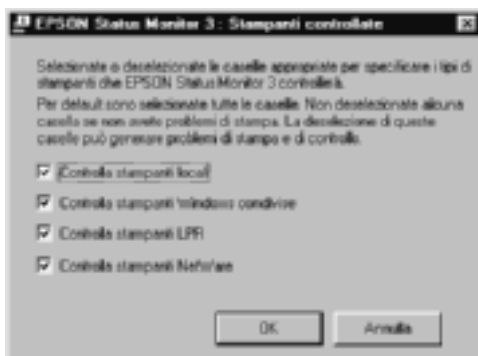 EPSON Status Monitor 3 : Stampanti controllate
Selezionate o deselezionate le caselle appropriate per specificare i tipi di
stampanti che EPSON Status Monitor 3 controllerà.
Per default sono selezionate tutte le caselle. Non deselezionate alcuna
casella se non avete problemi di stampa. La deselezione di queste
caselle può generare problemi di stampa e di controllo.
Controlla stampanti locali
Controlla stampanti Windows condivise
Controlla stampanti LPR
Controlla stampanti NetWare
OK
Annulla